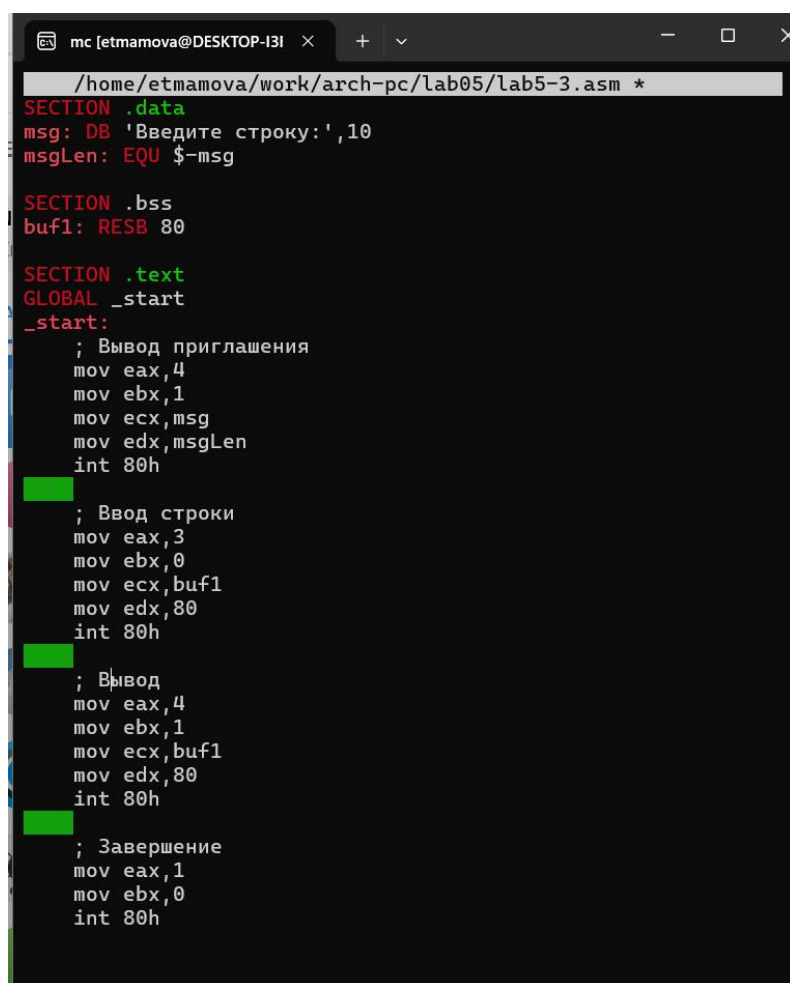 mc [etmamova@DESKTOP-I3I
/home/etmamova/work/arch-pc/lab05/lab5-3.asm *
SECTION .data
msg: DB 'Введите строку:',10
msgLen: EQU $-msg
SECTION .bss
buf1: RESB 80
SECTION .text
GLOBAL _start
_start:
; Вывод приглашения
mov eax,4
mov ebx,1
mov ecx,msg
mov edx,msgLen
int 80h
; Ввод строки
mov eax,3
mov ebx,0
mov ecx,buf1
mov edx,80
int 80h
; Вывод
mov eax,4
mov ebx,1
mov ecx,buf1
mov edx,80
int 80h
; Завершение
mov eax,1
mov ebx,0
int 80h